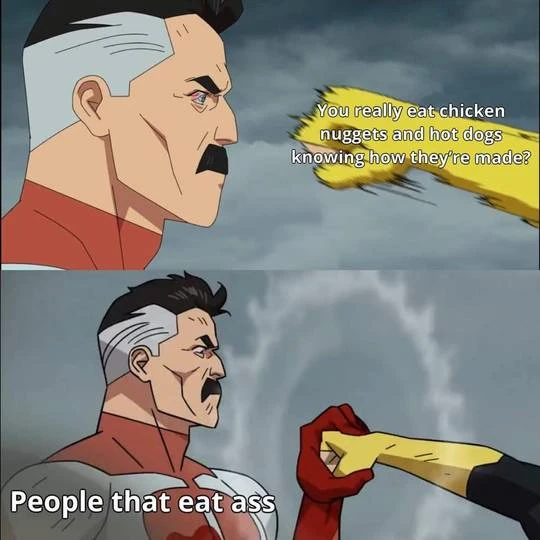 You really eat chicken
nuggets and hot dogs
knowing how they're made?
People that eat ass